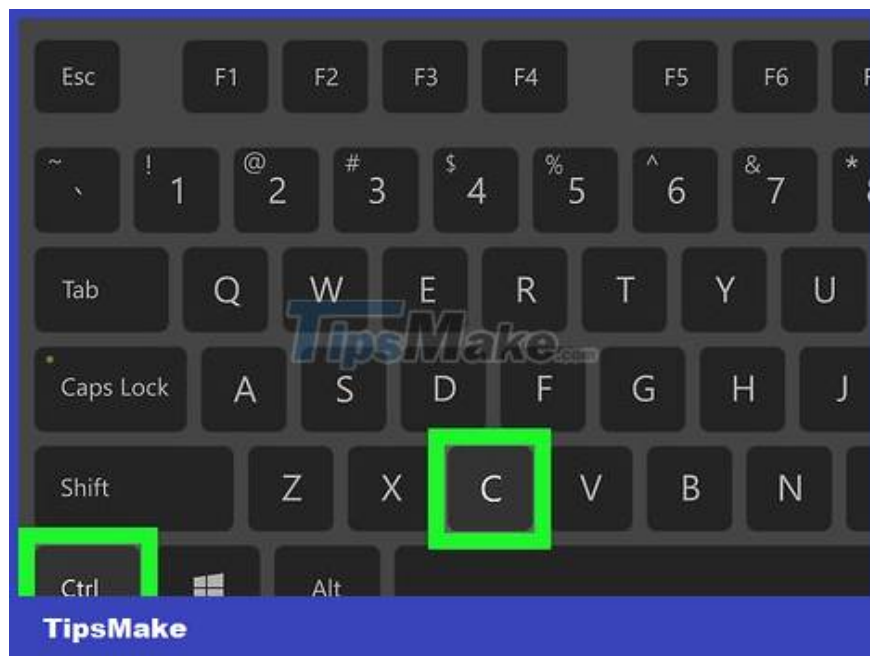 Esc F1 F2 F3 F4 F5 F6
~ ` ! 1 @ 2 # 3 $ 4 % 5 ^ 6 & 7 *
Tab Q W E R T Y U
TipsMake.com
Caps Lock A S D F G H J
Shift Z X C V B N
Ctrl Alt
TipsMake